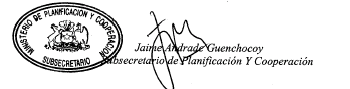 MINISTERIO DE PLANIFICACION Y COOPERACION
SUBSECRETARIO
Jaime Andrade Guenchocoy
Subsecretario de Planificación Y Cooperación